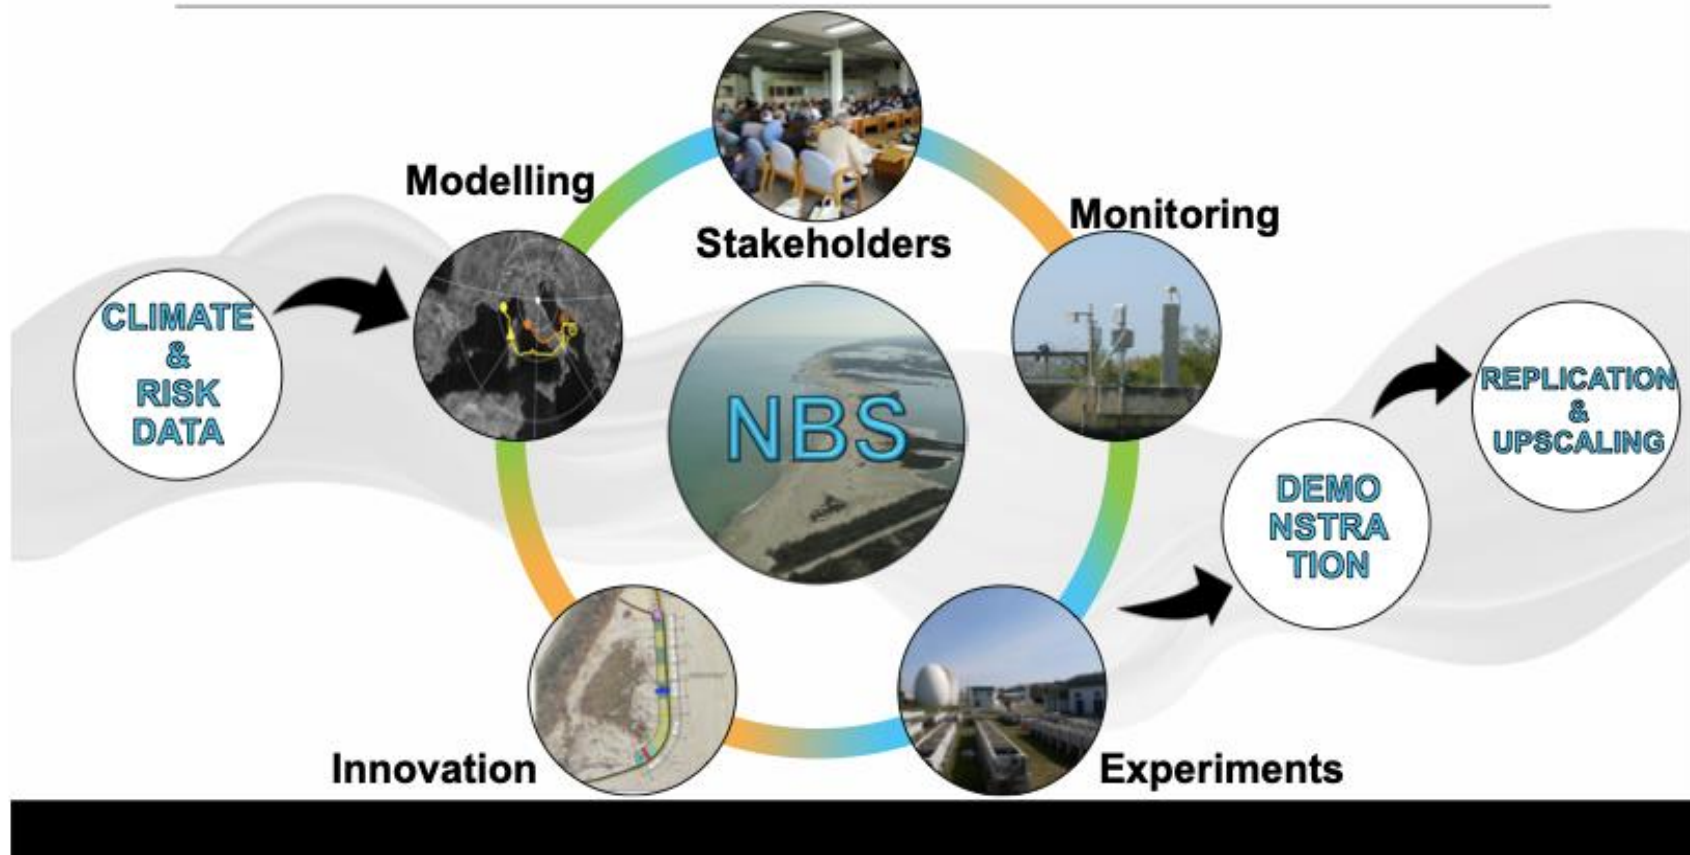 Modelling
Stakeholders
Monitoring
CLIMATE
&
RISK
DATA
NBS
REPLICATION
&
UPSCALING
DEMO
NSTRA
TION
Innovation
Experiments